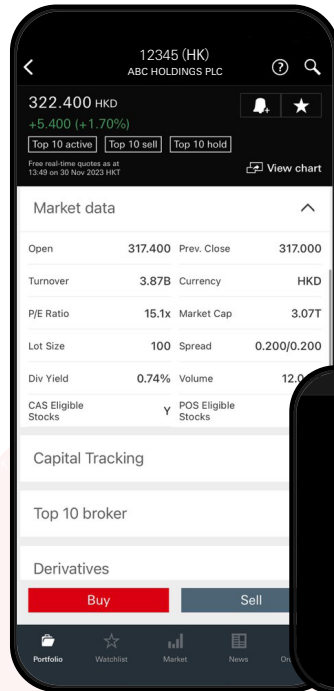 12345 (HK)
ABC HOLDINGS PLC
322.400 HKD
+5.400 (+1.70%)
Top 10 active Top 10 sell Top 10 hold
Free real-time quotes as at
13:49 on 30 Nov 2023 HKT
View chart
Market data
Open 317.400 Prev. Close 317.000
Turnover 3.87B Currency HKD
P/E Ratio 15.1x Market Cap 3.07T
Lot Size 100 Spread 0.200/0.200
Div Yield 0.74% Volume
CAS Eligible Stocks Y POS Eligible Stocks
Capital Tracking
Top 10 broker
Derivatives
Buy Sell
Portfolio Watchlist Market News